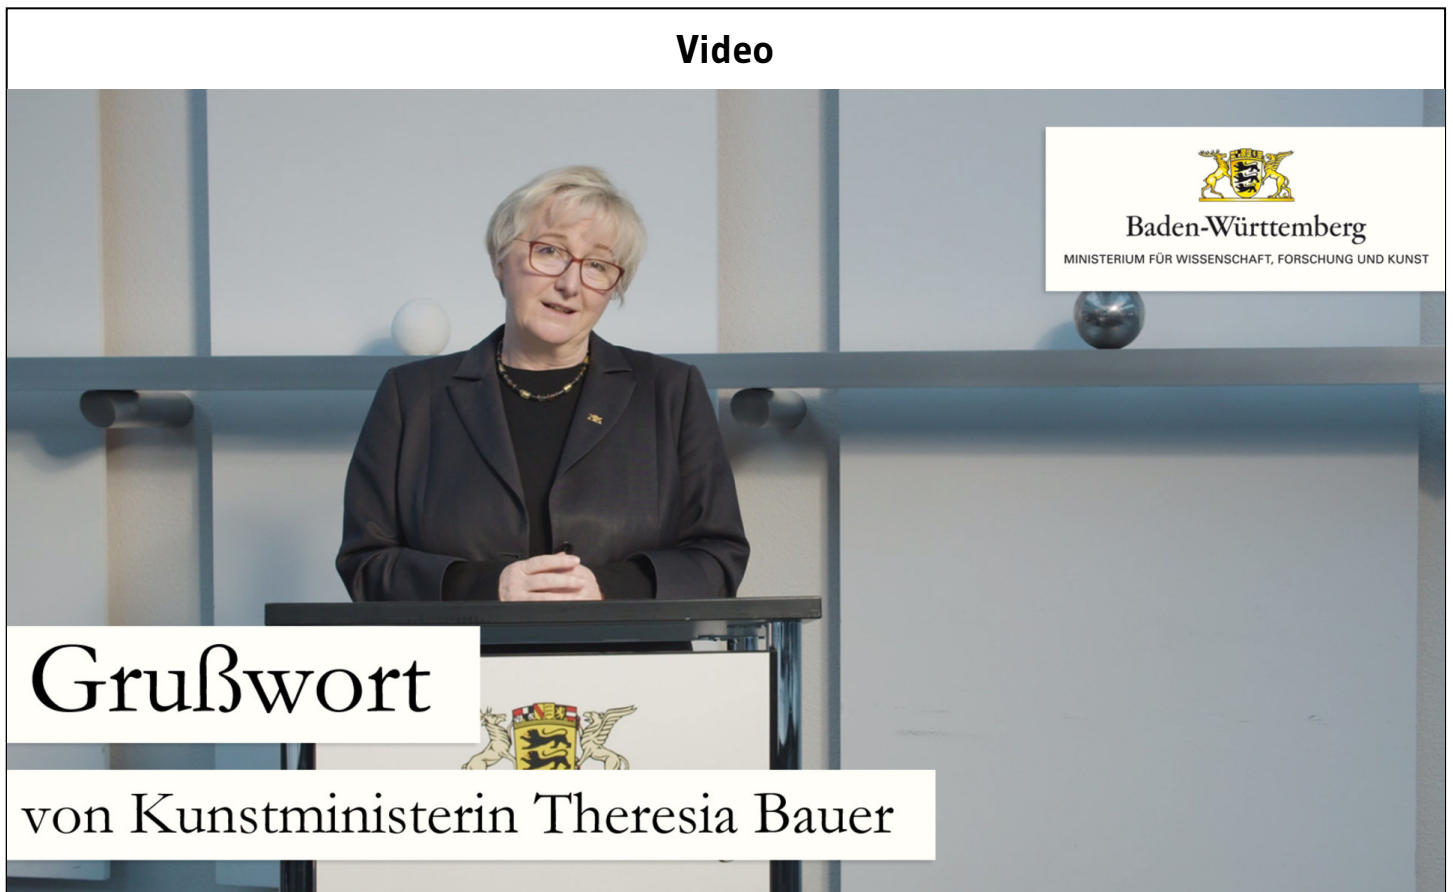 Video
Baden-Württemberg
MINISTERIUM FÜR WISSENSCHAFT, FORSCHUNG UND KUNST
Grußwort
von Kunstministerin Theresia Bauer